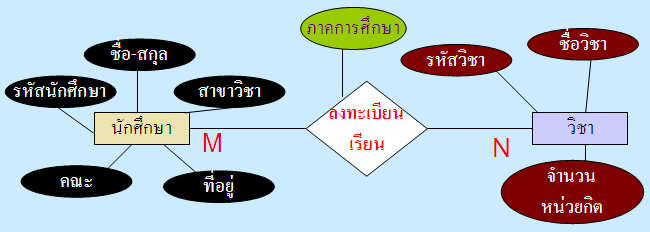 ภาคการศึกษา
ชื่อ-สกุล
ชื่อวิชา
รหัสวิชา
รหัสนักศึกษา
สาขาวิชา
นักศึกษา
M
ลงทะเบียน
เรียน
N
วิชา
คณะ
ที่อยู่
จำนวน
หน่วยกิต